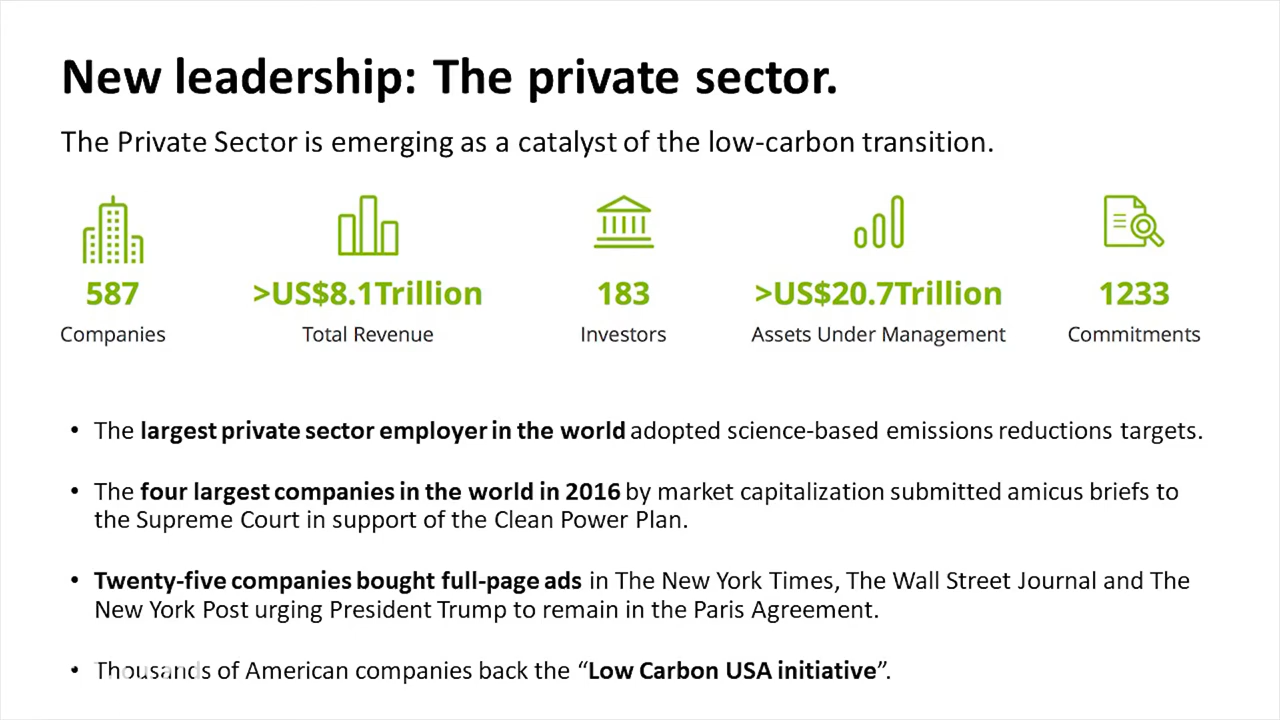 New leadership: The private sector.
The Private Sector is emerging as a catalyst of the low-carbon transition.
587
Companies
>US$8.1Trillion
Total Revenue
183
Investors
>US$20.7Trillion
Assets Under Management
1233
Commitments
• The largest private sector employer in the world adopted science-based emissions reductions targets.
• The four largest companies in the world in 2016 by market capitalization submitted amicus briefs to
the Supreme Court in support of the Clean Power Plan.
• Twenty-five companies bought full-page ads in The New York Times, The Wall Street Journal and The
New York Post urging President Trump to remain in the Paris Agreement.
• Thousands of American companies back the “Low Carbon USA initiative”.